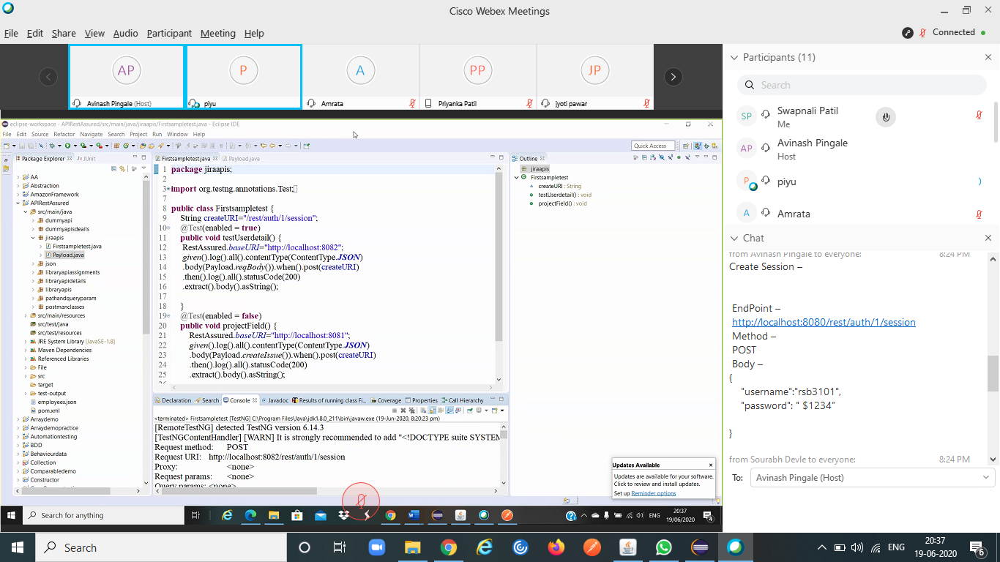 Cisco Webex Meetings
File Edit Share View Audio Participant Meeting Help
Connected
AP
P
A
PP
JP
Avinash Pingale (Host)
piyu
Amrata
Priyanka Patil
jyoti pawar
eclipse-workspace - APIRestAssured/src/main/java/jiraapis/Firstsampletest.java - Eclipse IDE
File Edit Source Refactor Navigate Search Project Run Window Help
Quick Access
Package Explorer JUnit
AA
Abstraction
AmazonFramework
APIRestAssured
src/main/java
dummyapi
dummyapisdeails
jiraapis
Firstsampletest.java
Payload.java
json
libraryapiassignments
libraryapidetails
libraryapis
pathandqueryparam
postmanclasses
src/main/resources
src/test/java
src/test/resources
JRE System Library [JavaSE-1.8]
Maven Dependencies
Referenced Libraries
File
src
target
test-output
employees.json
pom.xml
Arraydemo
Arraydemopractice
Automationtesting
BDD
Behaviourdata
Collection
Comparabledemo
Constructor
Firstsampletest.java Payload.java
1 package jiraapis;
2
3 import org.testng.annotations.Test;
7
8 public class Firstsampletest {
9 String createURI="/rest/auth/1/session";
10 @Test(enabled = true)
11 public void testUserdetail() {
12 RestAssured.baseURI="http://localhost:8082";
13 given().log().all().contentType(ContentType.JSON)
14 .body(Payload.reqBody()).when().post(createURI)
15 .then().log().all().statusCode(200)
16 .extract().body().asString();
17
18 }
19 @Test(enabled = false)
20 public void projectField() {
21 RestAssured.baseURI="http://localhost:8081";
22 given().log().all().contentType(ContentType.JSON)
23 .body(Payload.createIssue()).when().post(createURI)
24 .then().log().all().statusCode(200)
25 .extract().body().asString();
Outline
jiraapis
Firstsampletest
createURI : String
testUserdetail() : void
projectField() : void
Declaration Search Console Javadoc Results of running class Fi... Coverage Properties Call Hierarchy
<terminated> Firstsampletest [TestNG] C:\Program Files\Java\jdk1.8.0_211\bin\javaw.exe (19-Jun-2020, 8:20:23 pm)
[RemoteTestNG] detected TestNG version 6.14.3
[TestNGContentHandler] [WARN] It is strongly recommended to add "<!DOCTYPE suite SYSTEM
Request method: POST
Request URI: http://localhost:8082/rest/auth/1/session
Proxy: <none>
Request params: <none>
Query params: <none>
Updates Available
Updates are available for your software.
Click to review and install updates.
Set up Reminder options
Search for anything
ENG
20:37
19/06/2020
4
Participants (11)
Search
SP Swapnali Patil
Me
AP Avinash Pingale
Host
P piyu
A Amrata
Chat
from Avinash Pingale to everyone: 8:24 PM
Create Session –
EndPoint –
http://localhost:8080/rest/auth/1/session
Method –
POST
Body –
{
"username":"rsb3101",
"password": " $1234"
}
from Sourabh Devle to everyone: 8:24 PM
To: Avinash Pingale (Host)
Search
ENG
20:37
19-06-2020
6